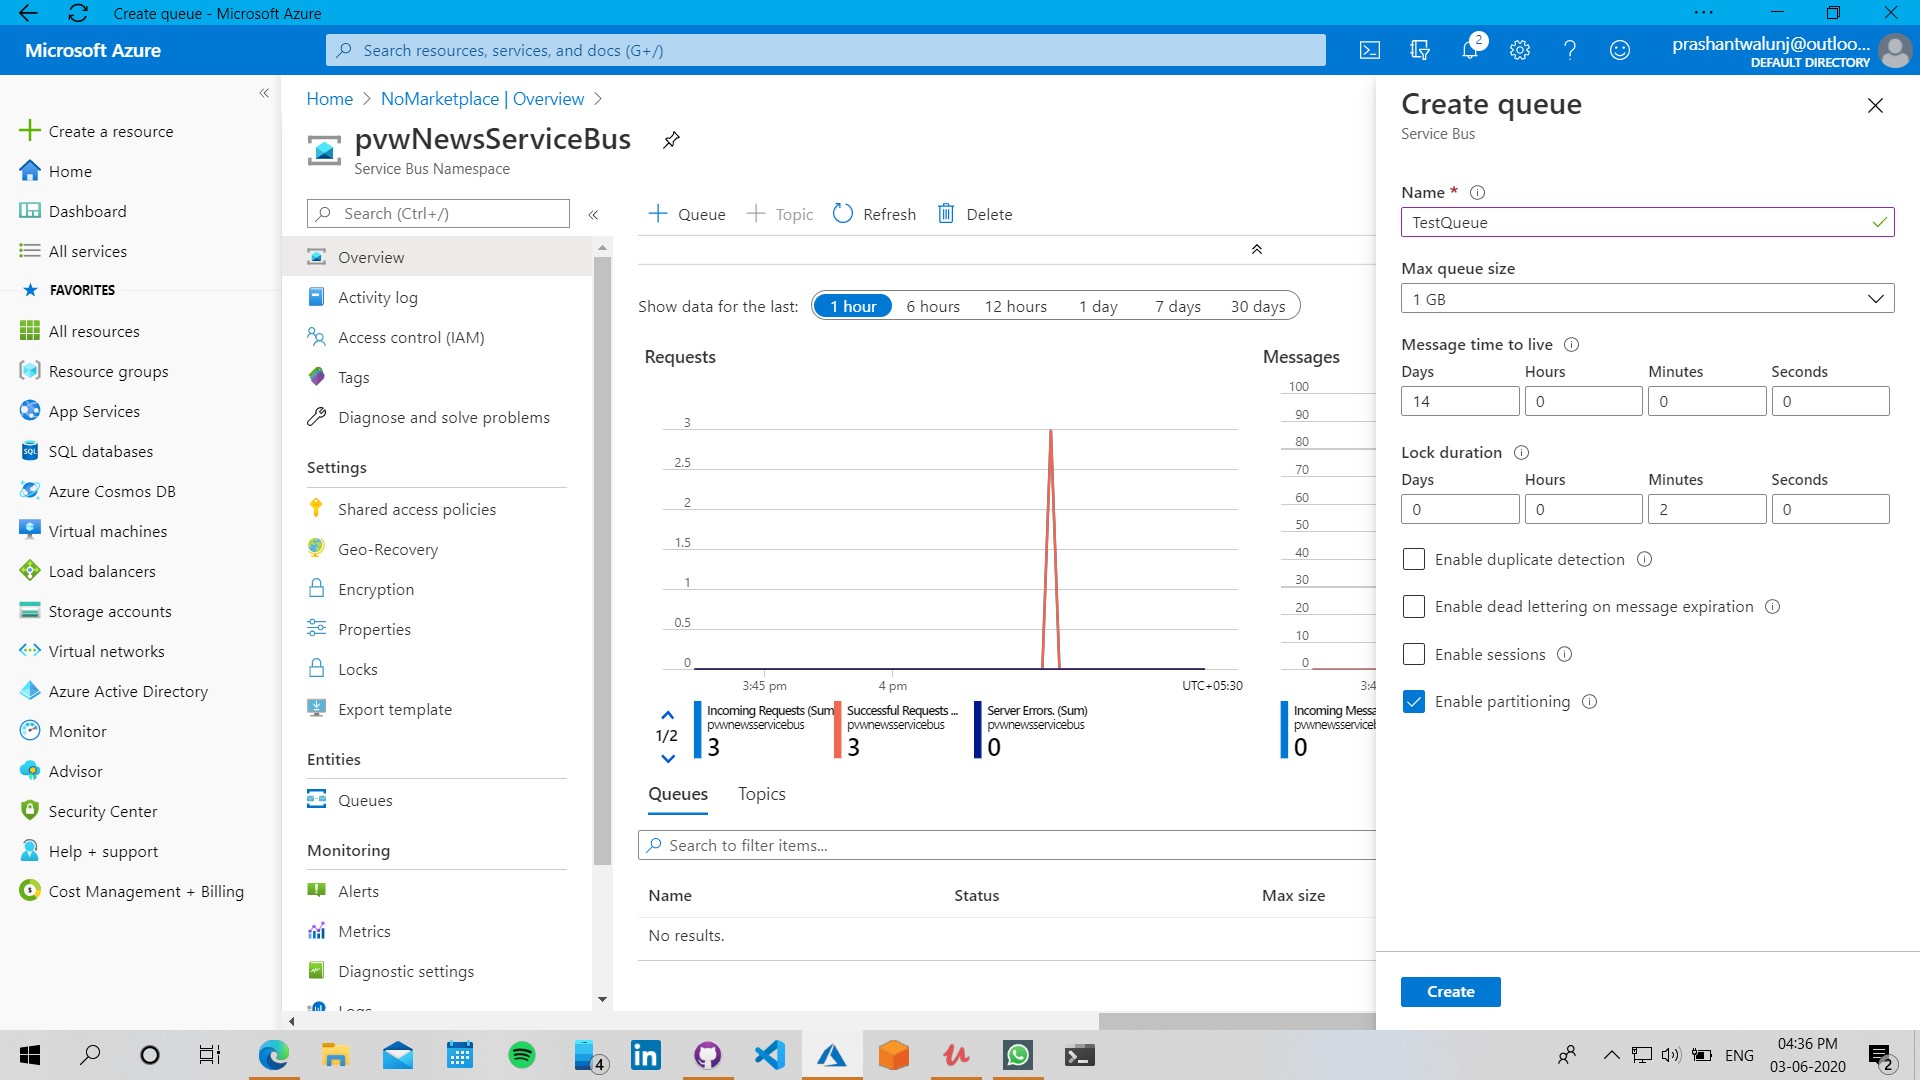 Create queue - Microsoft Azure
Microsoft Azure
Search resources, services, and docs (G+/)
2
prashantwalunj@outloo...
DEFAULT DIRECTORY
Create a resource
Home
Dashboard
All services
FAVORITES
All resources
Resource groups
App Services
SQL databases
Azure Cosmos DB
Virtual machines
Load balancers
Storage accounts
Virtual networks
Azure Active Directory
Monitor
Advisor
Security Center
Help + support
Cost Management + Billing
Home > NoMarketplace | Overview >
pvwNewsServiceBus
Service Bus Namespace
Search (Ctrl+/)
Overview
Activity log
Access control (IAM)
Tags
Diagnose and solve problems
Settings
Shared access policies
Geo-Recovery
Encryption
Properties
Locks
Export template
Entities
Queues
Monitoring
Alerts
Metrics
Diagnostic settings
Logs
Queue Topic Refresh Delete
Show data for the last: 1 hour 6 hours 12 hours 1 day 7 days 30 days
Requests
3
2.5
2
1.5
1
0.5
0
3:45 pm 4 pm UTC+05:30
1/2
Incoming Requests (Sum
pvwnewsservicebus
3
Successful Requests ...
pvwnewsservicebus
3
Server Errors. (Sum)
pvwnewsservicebus
0
Messages
100
90
80
70
60
50
40
30
20
10
0
3:4
Incoming Messa
pvwnewsserviceb
0
Queues Topics
Search to filter items...
Name Status Max size
No results.
Create queue
Service Bus
Name *
TestQueue
Max queue size
1 GB
Message time to live
Days Hours Minutes Seconds
14 0 0 0
Lock duration
Days Hours Minutes Seconds
0 0 2 0
Enable duplicate detection
Enable dead lettering on message expiration
Enable sessions
Enable partitioning
Create
4
ENG
04:36 PM
03-06-2020
2